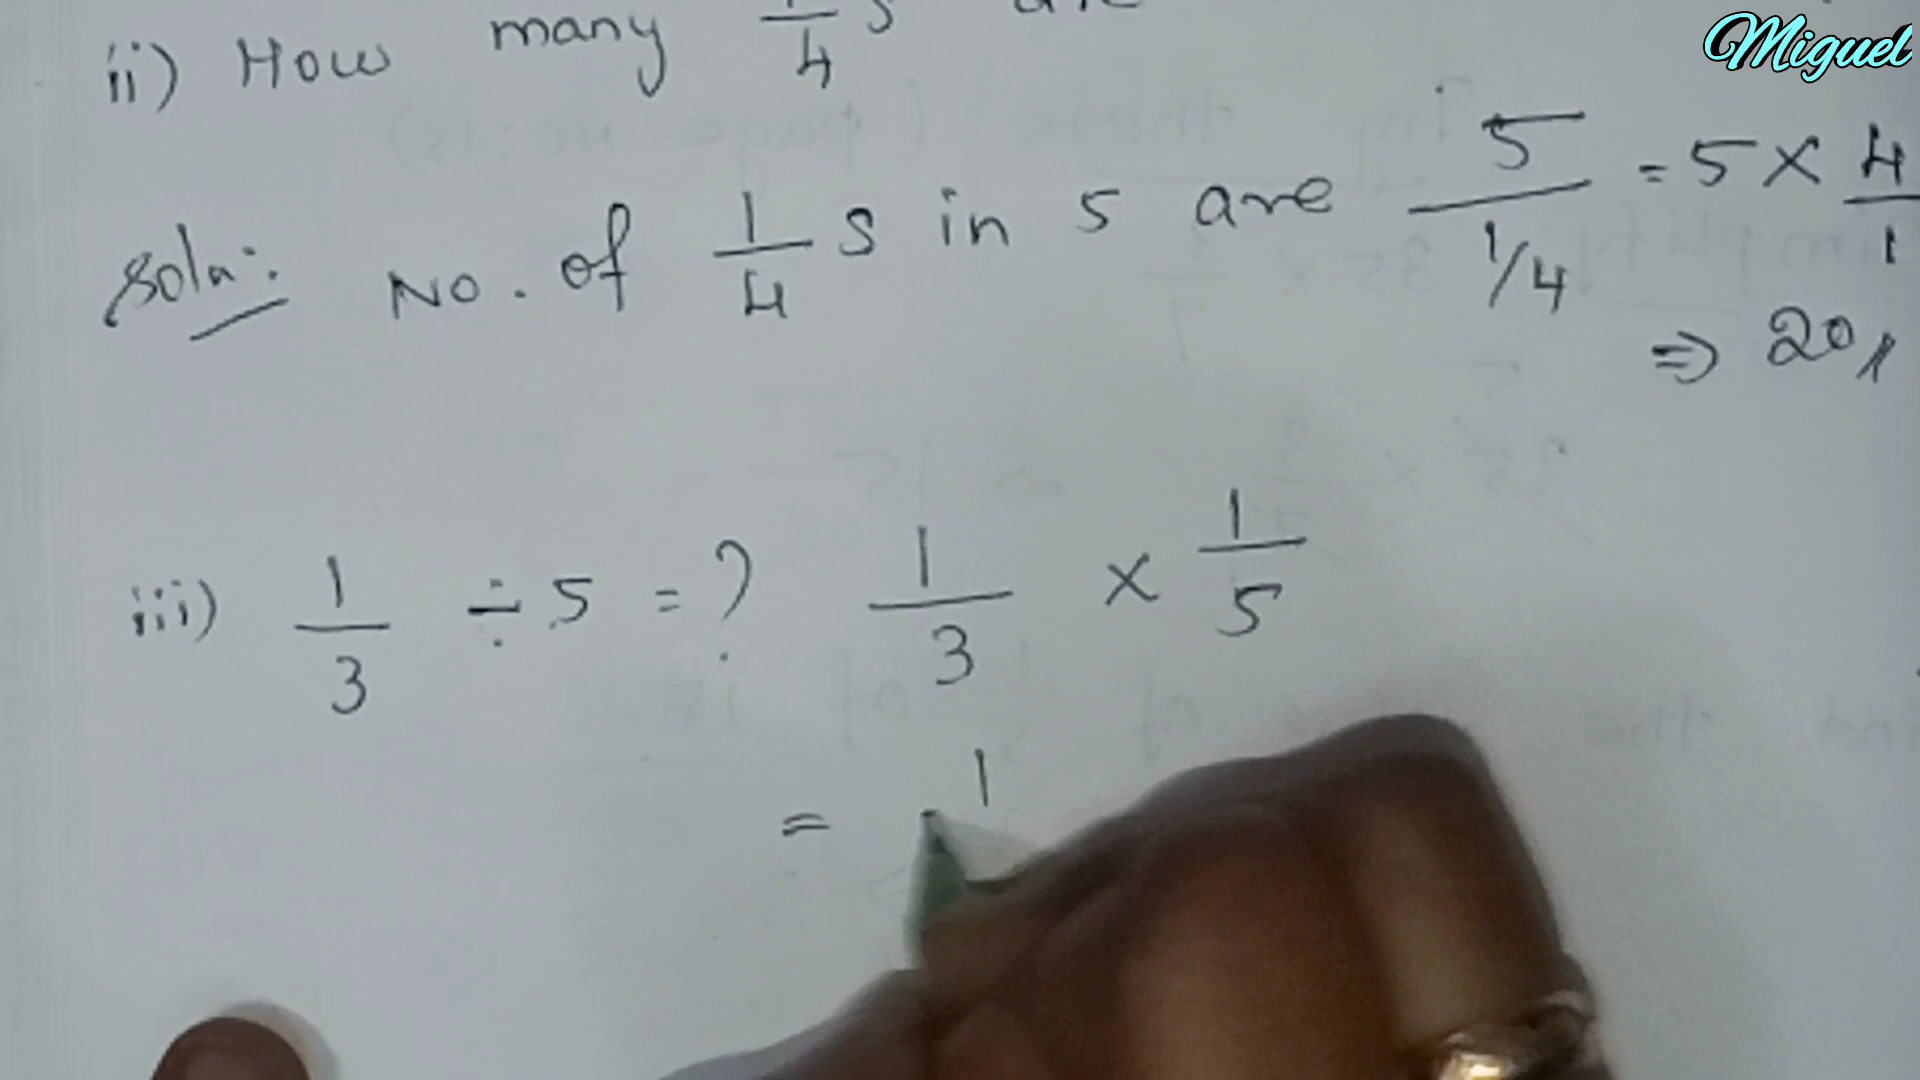 Miguel
ii) How many 1/4 s
Soln:. No. of 1/4 s in 5 are 5/(1/4) = 5 × 4/1
⇒ 20
iii) 1/3 ÷ 5 = ? 1/3 × 1/5
= 1